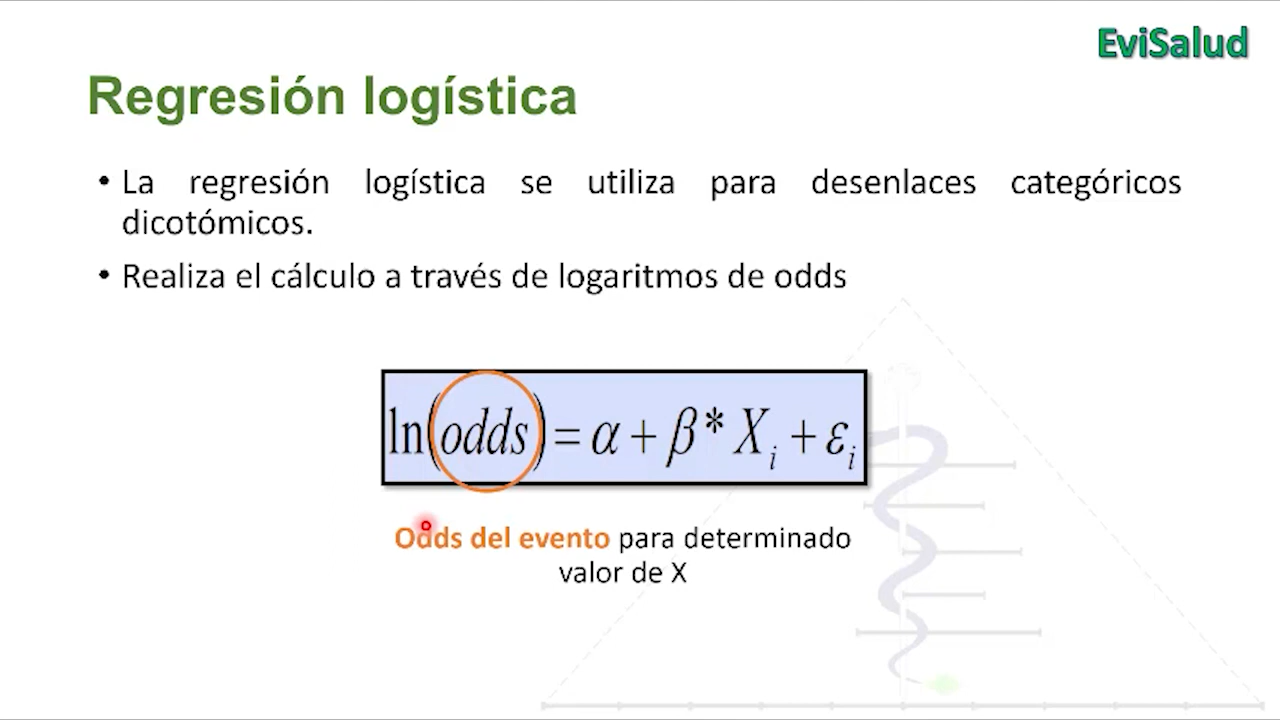 EviSalud
Regresión logística
• La regresión logística se utiliza para desenlaces categóricos
dicotómicos.
• Realiza el cálculo a través de logaritmos de odds
ln(odds) = α + β * Xᵢ + εᵢ
Odds del evento para determinado
valor de X